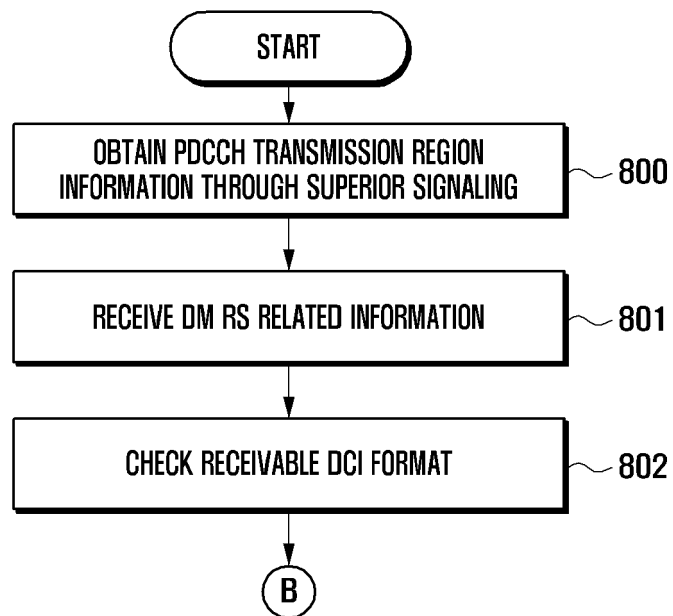 START
OBTAIN PDCCH TRANSMISSION REGION
INFORMATION THROUGH SUPERIOR SIGNALING
800
RECEIVE DM RS RELATED INFORMATION
801
CHECK RECEIVABLE DCI FORMAT
802
B